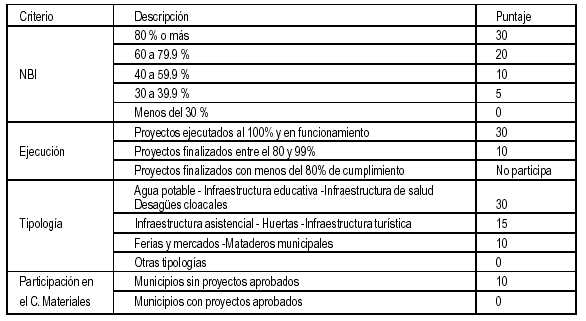 Criterio Descripción Puntaje
NBI
80 % o más 30
60 a 79.9 % 20
40 a 59.9 % 10
30 a 39.9 % 5
Menos del 30 % 0
Ejecución
Proyectos ejecutados al 100% y en funcionamiento 30
Proyectos finalizados entre el 80 y 99% 10
Proyectos finalizados con menos del 80% de cumplimiento No participa
Tipología
Agua potable - Infraestructura educativa -Infraestructura de salud
Desagües cloacales 30
Infraestructura asistencial - Huertas -Infraestructura turística 15
Ferias y mercados -Mataderos municipales 10
Otras tipologías 0
Participación en
el C. Materiales
Municipios sin proyectos aprobados 10
Municipios con proyectos aprobados 0